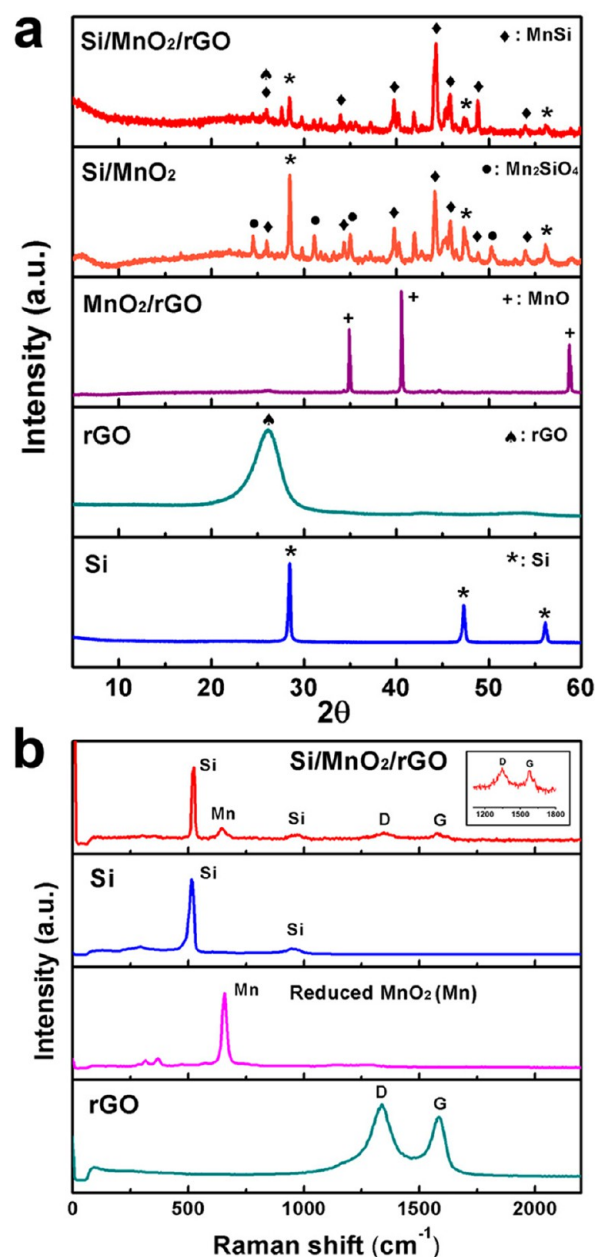 a
Intensity (a.u.)
Si/MnO₂/rGO
♦: MnSi
♠
♦ * ♦ ♦ ♦ ♦ * ♦ ♦ *
Si/MnO₂
●: Mn₂SiO₄
● ♦ * ● ♦ ● ♦ ♦ ♦ * ♦ ● ♦ *
MnO₂/rGO
+: MnO
+ + +
rGO
♠
♠: rGO
Si
*: Si
* * *
10 20 30 40 50 60
2θ
b
Intensity (a.u.)
Si/MnO₂/rGO
Si Mn Si D G
D G
1200 1400 1600 1800
Si
Si Si
Mn
Reduced MnO₂ (Mn)
rGO
D G
0 500 1000 1500 2000
Raman shift (cm⁻¹)